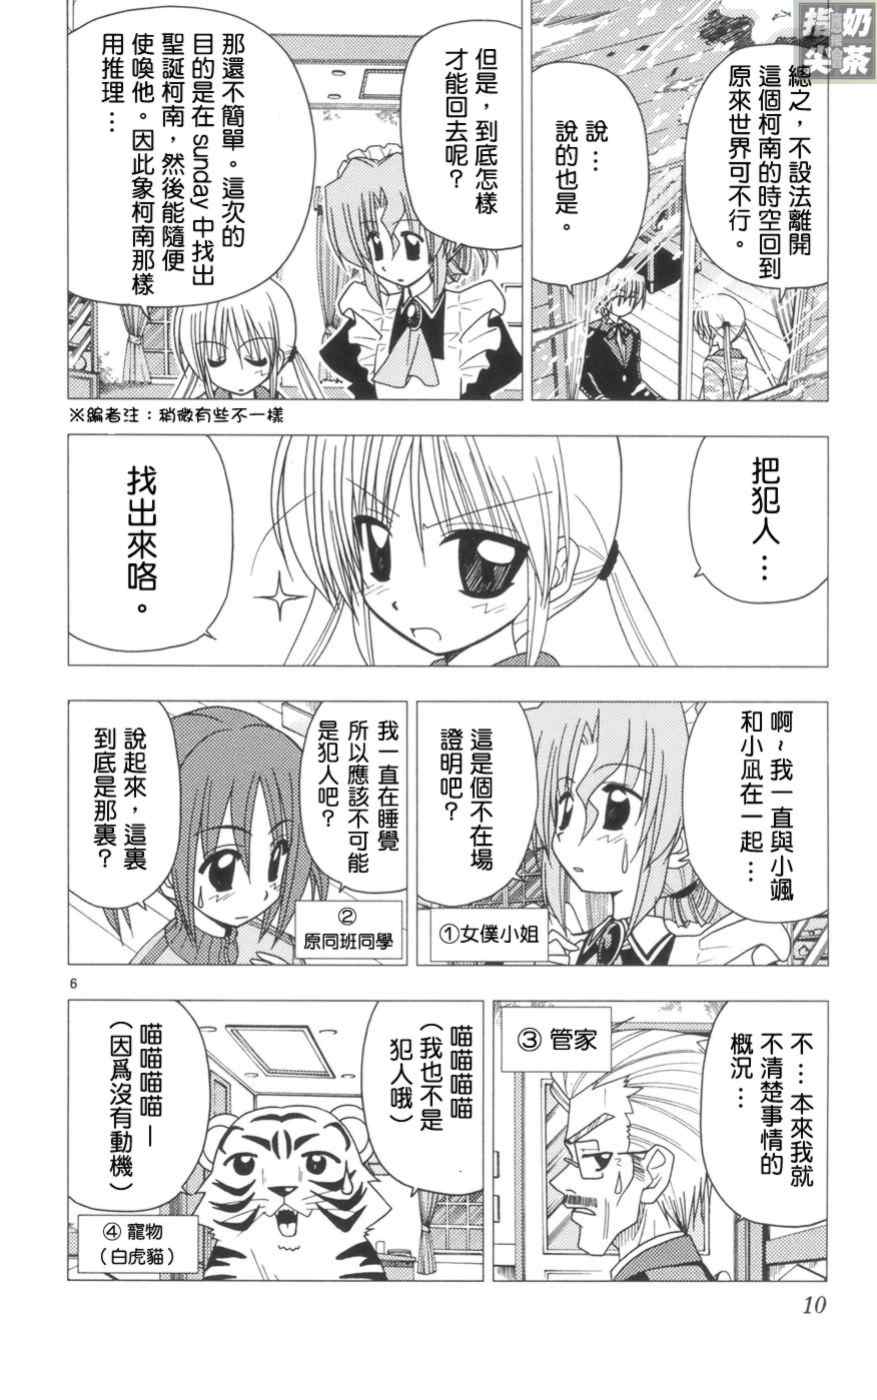 指奶
尖茶
總之，不設法離開
這個柯南的時空回到
原來世界可不行。
說…
說的也是。
但是，到底怎樣
才能回去呢？
那還不簡單。這次的
目的是在sunday中找出
聖誕柯南，然後能隨便
使喚他。因此象柯南那樣
用推理…
※編者注：稍微有些不一樣
把犯人…
找出來咯。
啊~我一直與小颯
和小凪在一起…
這是個不在場
證明吧？
①女僕小姐
我一直在睡覺
所以應該不可能
是犯人吧？
說起來，這裏
到底是那裏？
②
原同班同學
6
不…本來我就
不清楚事情的
概況…
③管家
喵喵喵喵
（我也不是
犯人哦）
喵喵喵喵—
（因爲沒有動機）
④寵物
（白虎貓）
10